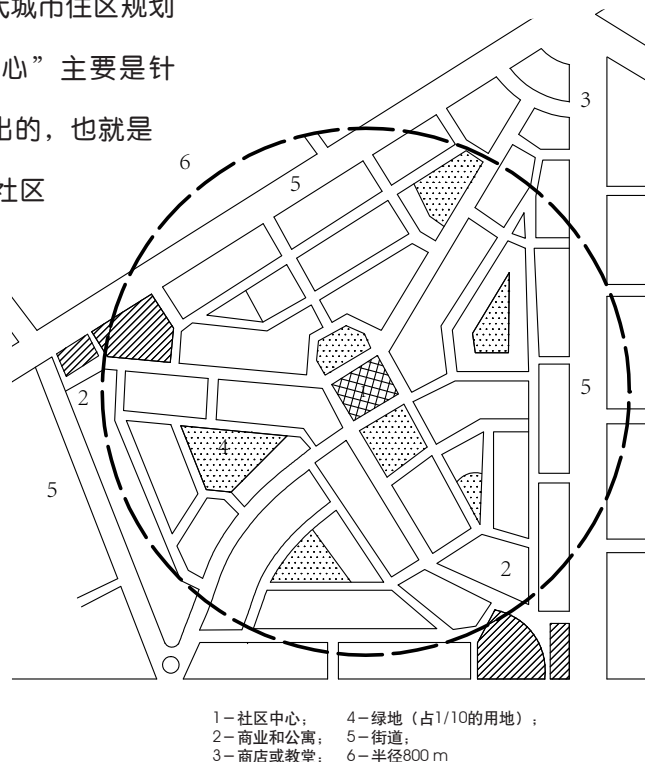 代城市住区规划
心”主要是针
出的，也就是
社区
3
6
5
2
5
4
5
2
1－社区中心； 4－绿地（占1/10的用地）；
2－商业和公寓； 5－街道；
3－商店或教堂； 6－半径800 m